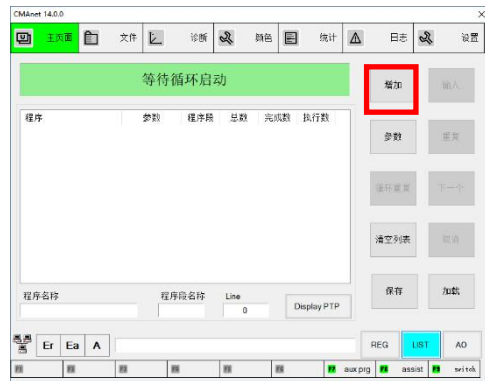 CMAnet 14.0.0
主页面 文件 诊断 颜色 统计 日志 设置
等待循环启动
增加 输入
程序 参数 程序段 总数 完成数 执行数
参数 重复
循环重复 下一个
清空列表 取消
保存 加载
程序名称 程序段名称 Line
0 Display PTP
Er Ea A REG LIST AO
F1 F2 F3 F4 F5 F6 F7 aux prg F8 assist F9 switch